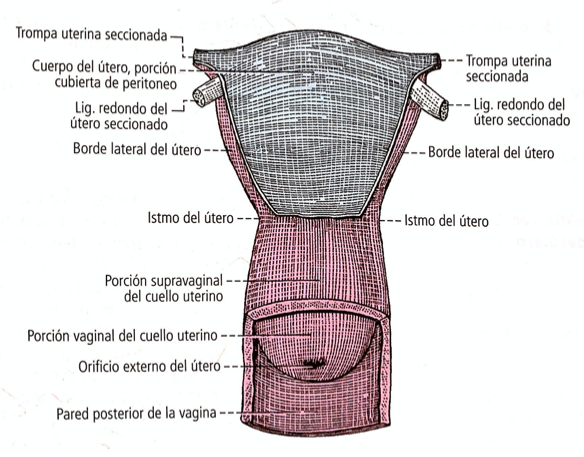 Trompa uterina seccionada
Cuerpo del útero, porción
cubierta de peritoneo
Lig. redondo del
útero seccionado
Borde lateral del útero
Istmo del útero
Porción supravaginal
del cuello uterino
Porción vaginal del cuello uterino
Orificio externo del útero
Pared posterior de la vagina
Trompa uterina
seccionada
Lig. redondo del
útero seccionado
Borde lateral del útero
Istmo del útero